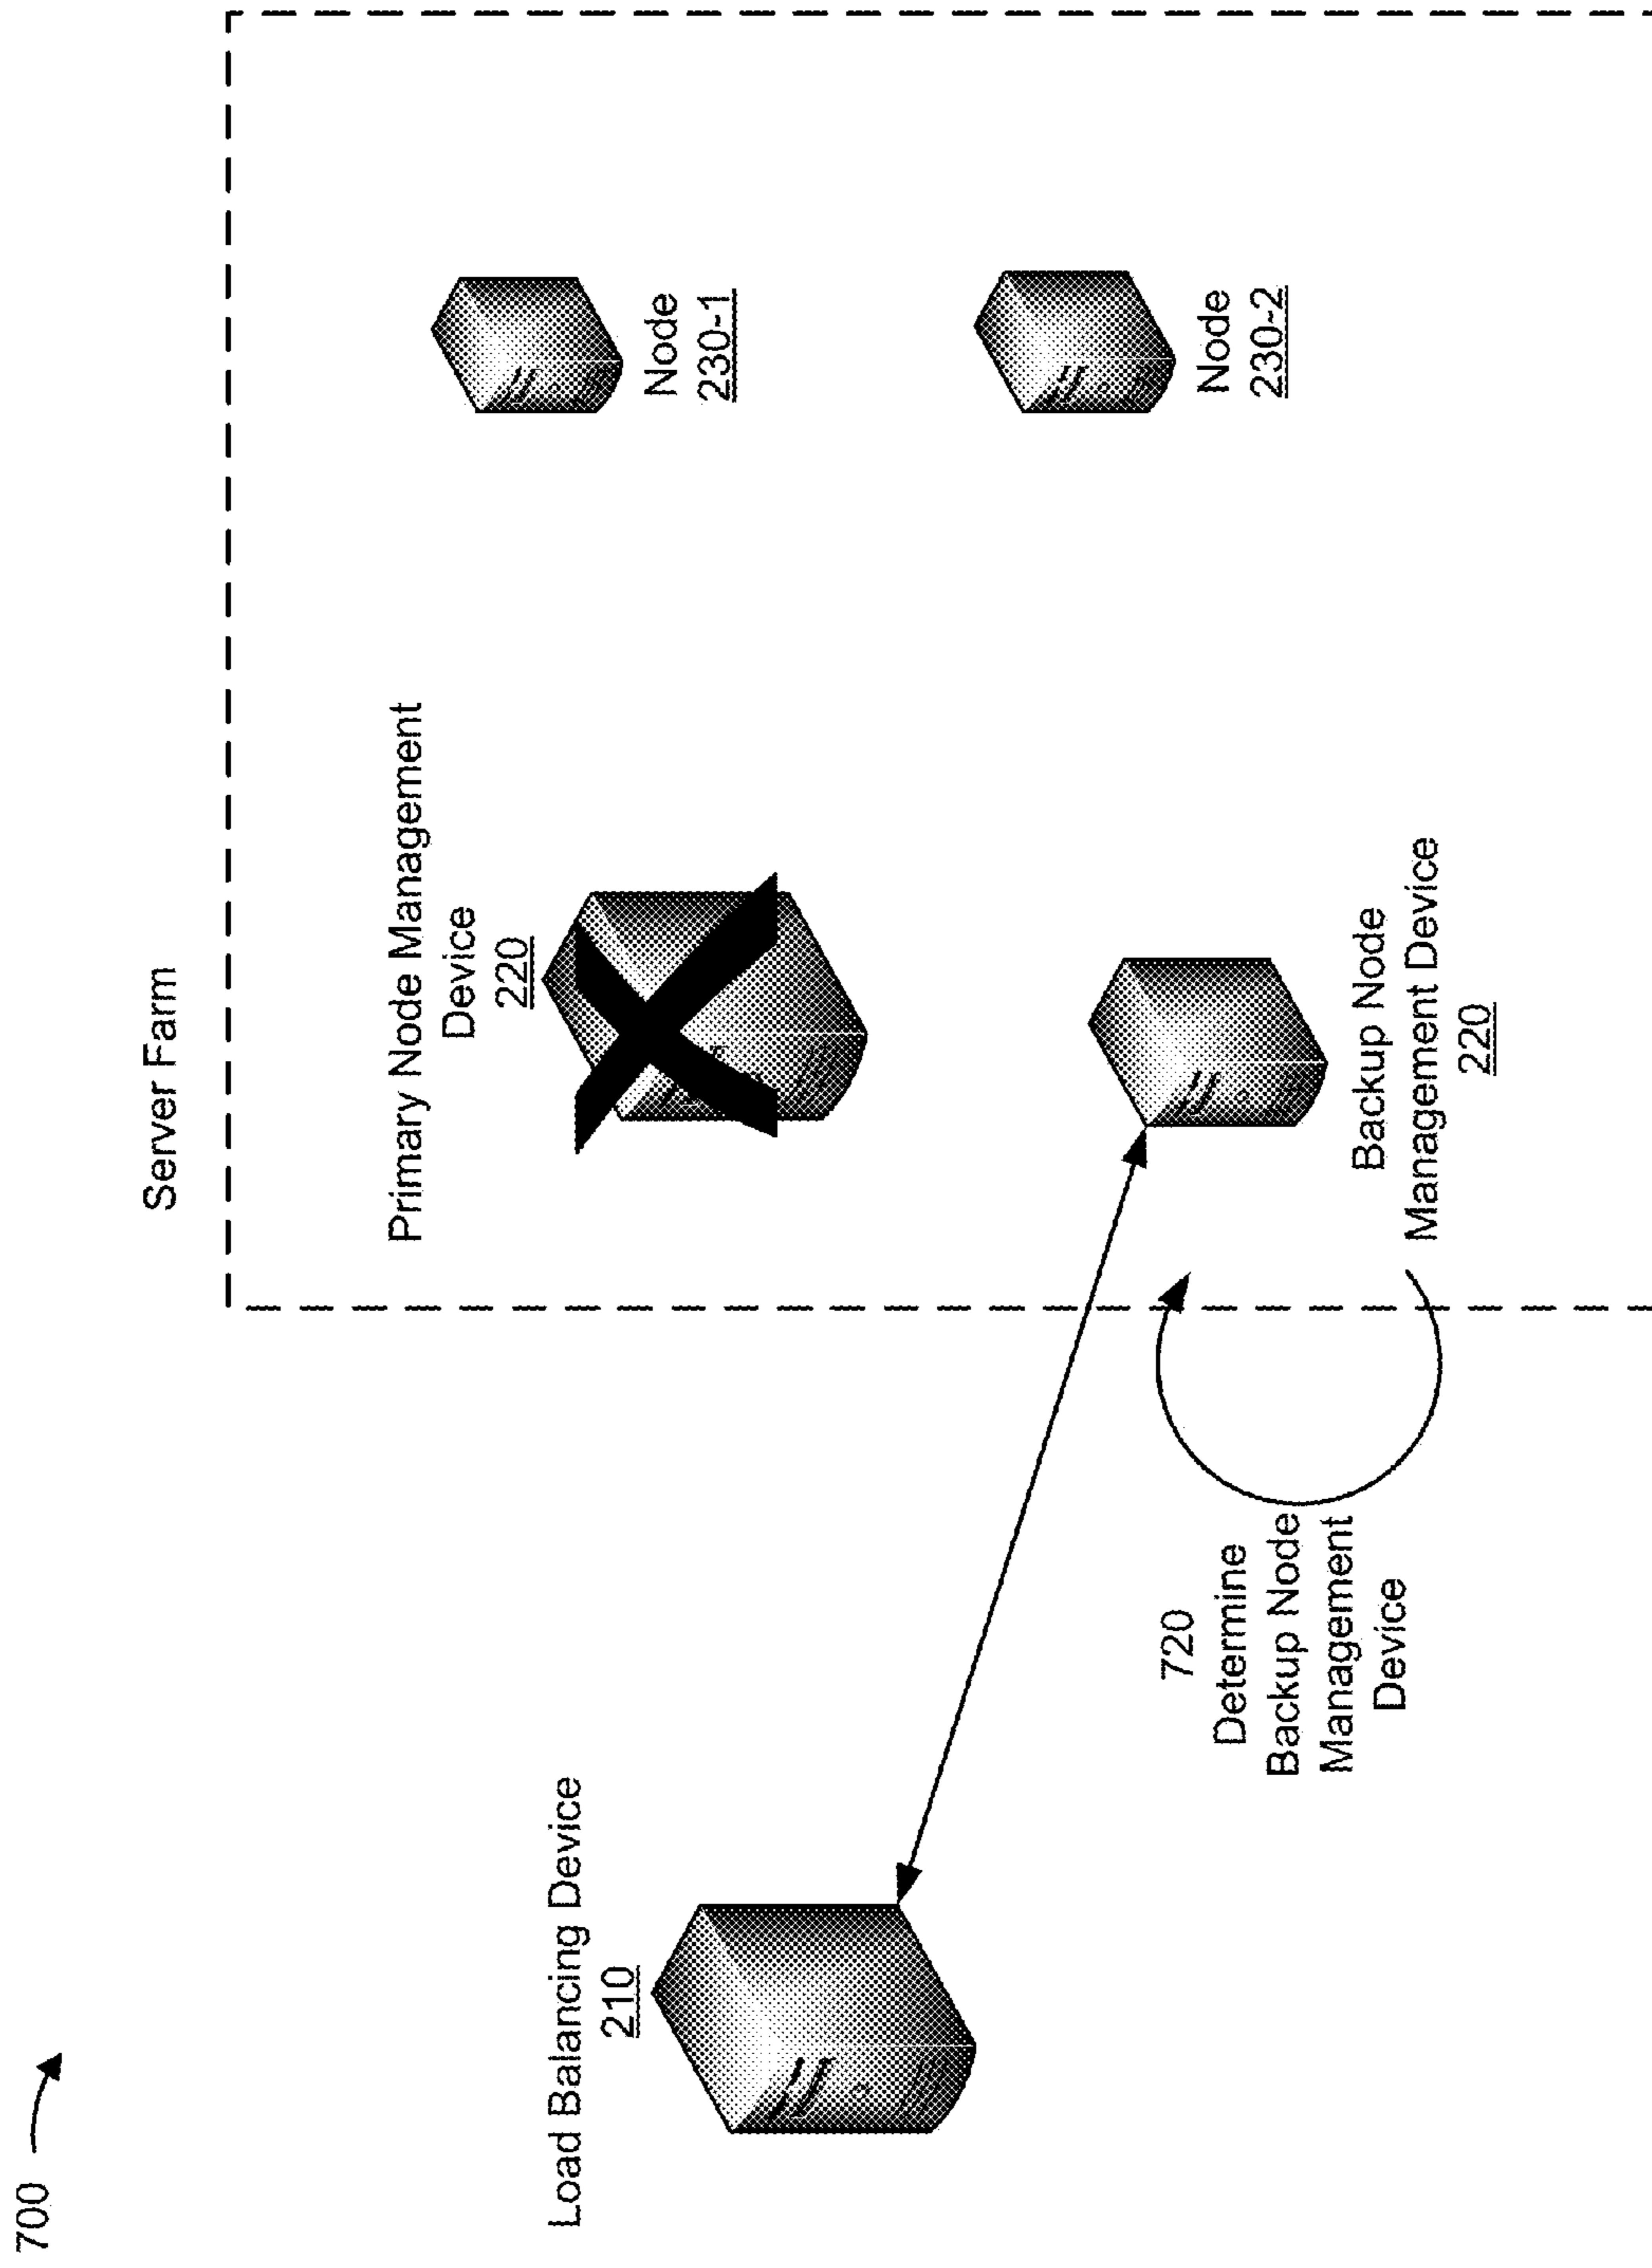 700
Server Farm
Load Balancing Device
210
Primary Node Management
Device
220
Node
230-1
720
Determine
Backup Node
Management
Device
Backup Node
Management Device
220
Node
230-2